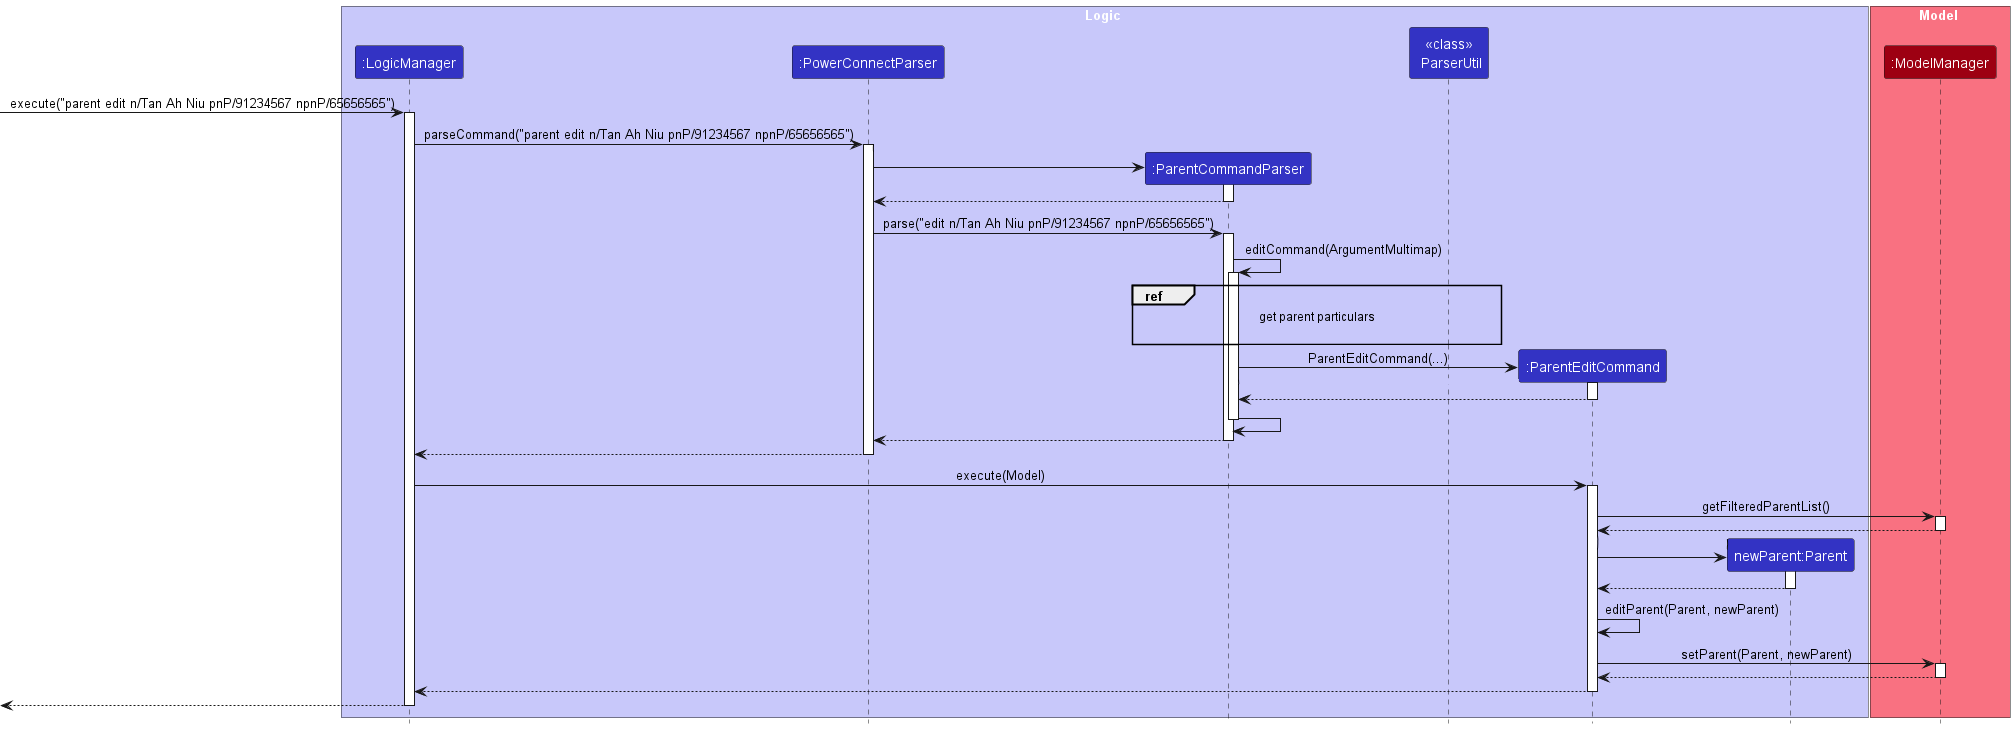 Logic
Model
«class»
ParserUtil
:LogicManager
:PowerConnectParser
:ModelManager
execute("parent edit n/Tan Ah Niu pnP/91234567 npnP/65656565")
parseCommand("parent edit n/Tan Ah Niu pnP/91234567 npnP/65656565")
:ParentCommandParser
parse("edit n/Tan Ah Niu pnP/91234567 npnP/65656565")
editCommand(ArgumentMultimap)
ref
get parent particulars
ParentEditCommand(...)
:ParentEditCommand
execute(Model)
getFilteredParentList()
newParent:Parent
editParent(Parent, newParent)
setParent(Parent, newParent)